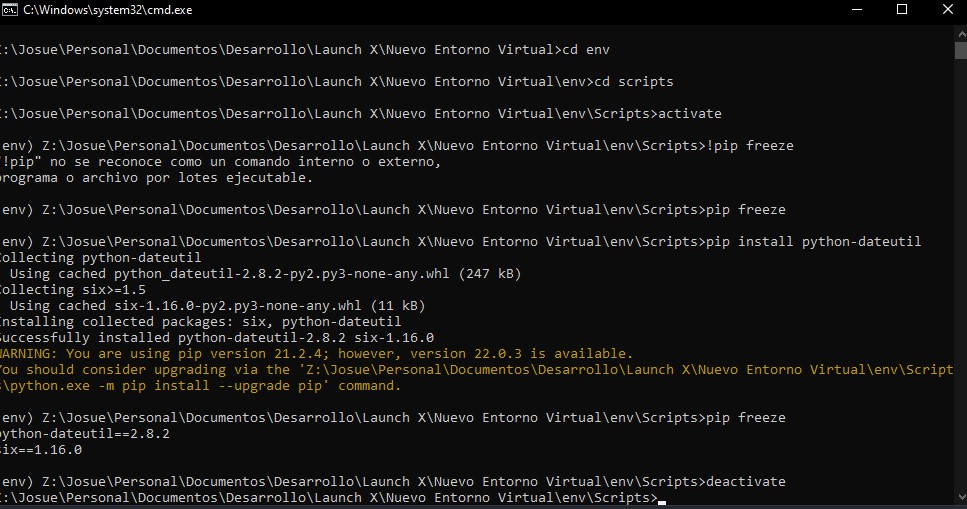 C:\Windows\system32\cmd.exe
:\Josue\Personal\Documentos\Desarrollo\Launch X\Nuevo Entorno Virtual>cd env
:\Josue\Personal\Documentos\Desarrollo\Launch X\Nuevo Entorno Virtual\env>cd scripts
:\Josue\Personal\Documentos\Desarrollo\Launch X\Nuevo Entorno Virtual\env\Scripts>activate
env) Z:\Josue\Personal\Documentos\Desarrollo\Launch X\Nuevo Entorno Virtual\env\Scripts>!pip freeze
"!pip" no se reconoce como un comando interno o externo,
programa o archivo por lotes ejecutable.
env) Z:\Josue\Personal\Documentos\Desarrollo\Launch X\Nuevo Entorno Virtual\env\Scripts>pip freeze
env) Z:\Josue\Personal\Documentos\Desarrollo\Launch X\Nuevo Entorno Virtual\env\Scripts>pip install python-dateutil
Collecting python-dateutil
Using cached python_dateutil-2.8.2-py2.py3-none-any.whl (247 kB)
Collecting six>=1.5
Using cached six-1.16.0-py2.py3-none-any.whl (11 kB)
Installing collected packages: six, python-dateutil
Successfully installed python-dateutil-2.8.2 six-1.16.0
WARNING: You are using pip version 21.2.4; however, version 22.0.3 is available.
You should consider upgrading via the 'Z:\Josue\Personal\Documentos\Desarrollo\Launch X\Nuevo Entorno Virtual\env\Script
s\python.exe -m pip install --upgrade pip' command.
env) Z:\Josue\Personal\Documentos\Desarrollo\Launch X\Nuevo Entorno Virtual\env\Scripts>pip freeze
python-dateutil==2.8.2
six==1.16.0
env) Z:\Josue\Personal\Documentos\Desarrollo\Launch X\Nuevo Entorno Virtual\env\Scripts>deactivate
Z:\Josue\Personal\Documentos\Desarrollo\Launch X\Nuevo Entorno Virtual\env\Scripts>